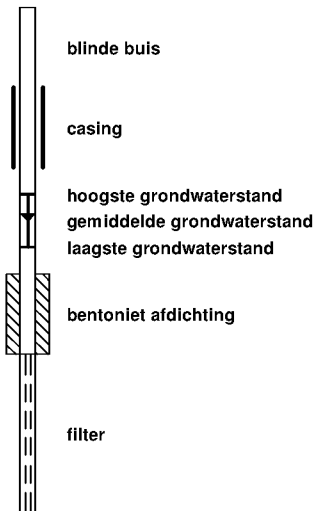 blinde buis
casing
hoogste grondwaterstand
gemiddelde grondwaterstand
laagste grondwaterstand
bentoniet afdichting
filter